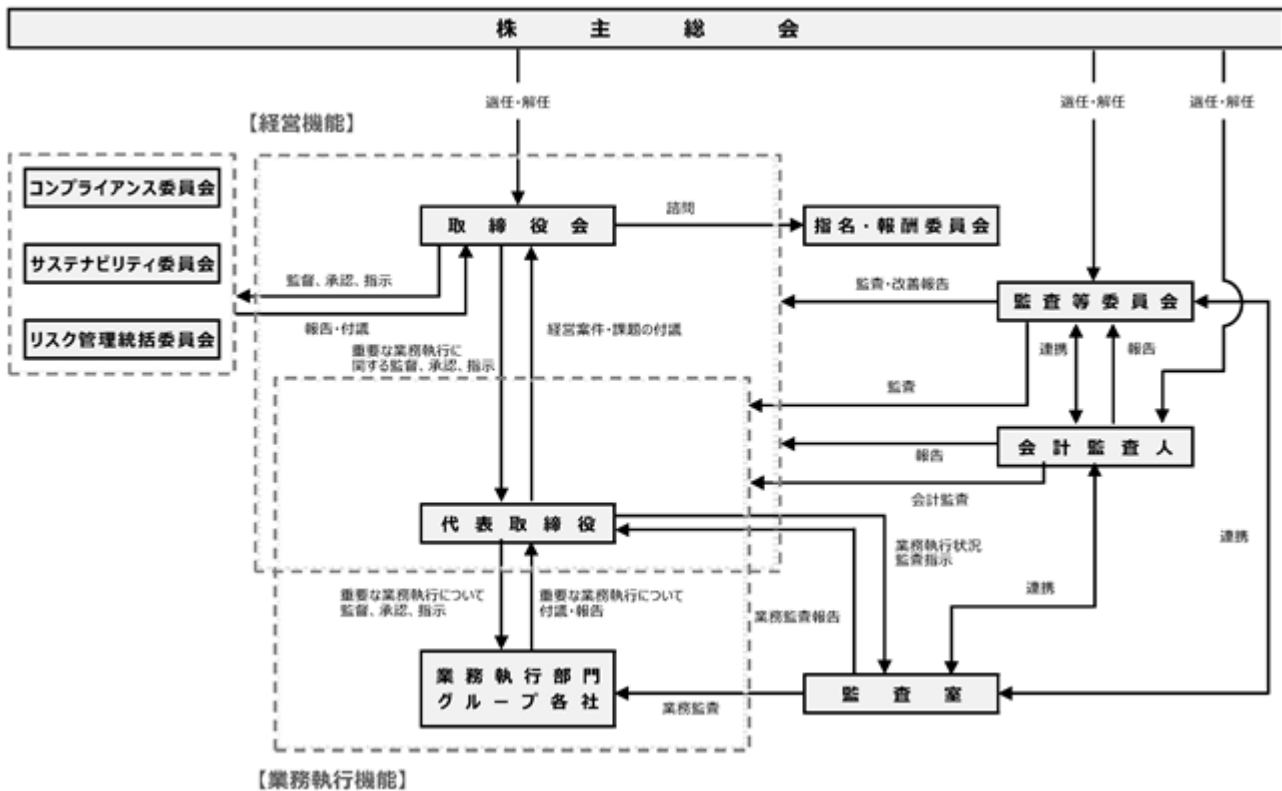 株主総会
選任・解任
選任・解任
選任・解任
【経営機能】
コンプライアンス委員会
サステナビリティ委員会
リスク管理統括委員会
取締役会
諮問
指名・報酬委員会
監督、承認、指示
報告・付議
経営案件・課題の付議
重要な業務執行に
関する監督、承認、指示
監査・改善報告
監査等委員会
連携
報告
監査
会計監査人
報告
会計監査
代表取締役
業務執行状況
監査指示
連携
連携
重要な業務執行について
監督、承認、指示
重要な業務執行について
付議・報告
業務監査報告
業務執行部門
グループ各社
業務監査
監査室
【業務執行機能】